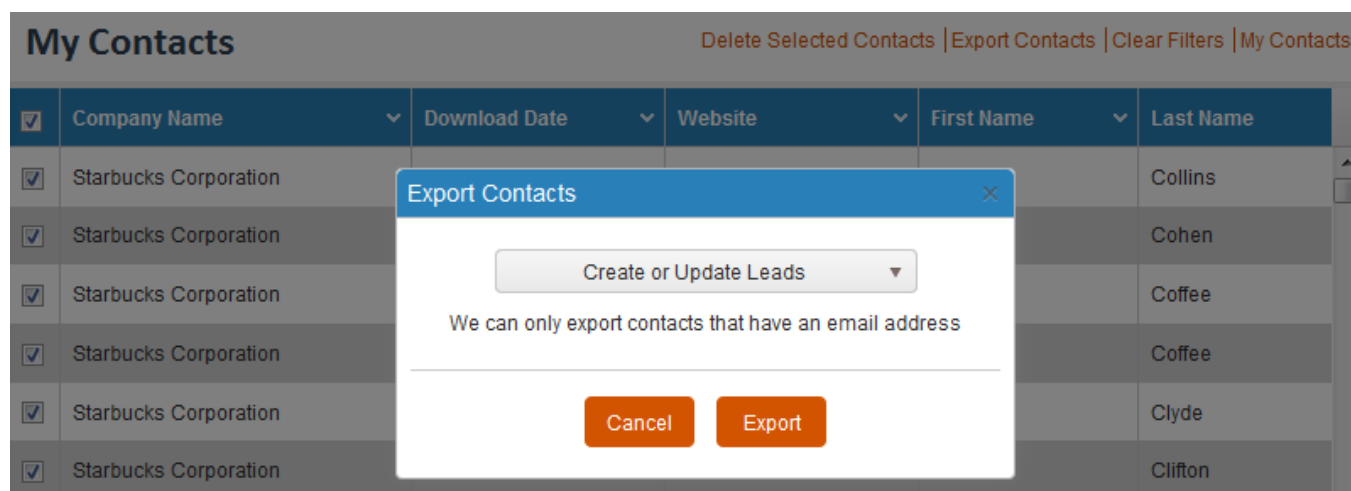 My Contacts
Delete Selected Contacts | Export Contacts | Clear Filters | My Contacts
Company Name Download Date Website First Name Last Name
Starbucks Corporation Collins
Export Contacts
Starbucks Corporation Cohen
Create or Update Leads
Starbucks Corporation Coffee
We can only export contacts that have an email address
Starbucks Corporation Coffee
Starbucks Corporation Clyde
Cancel Export
Starbucks Corporation Clifton